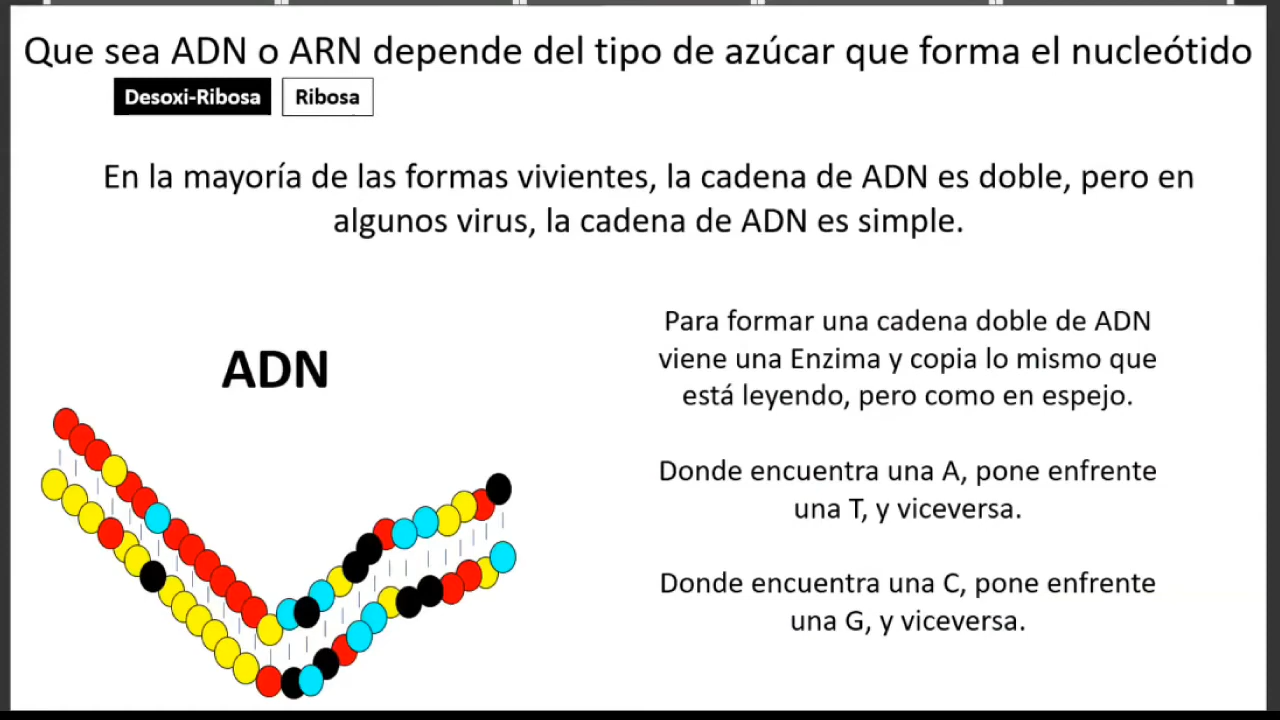 Que sea ADN o ARN depende del tipo de azúcar que forma el nucleótido
Desoxi-Ribosa Ribosa
En la mayoría de las formas vivientes, la cadena de ADN es doble, pero en
algunos virus, la cadena de ADN es simple.
ADN
Para formar una cadena doble de ADN
viene una Enzima y copia lo mismo que
está leyendo, pero como en espejo.
Donde encuentra una A, pone enfrente
una T, y viceversa.
Donde encuentra una C, pone enfrente
una G, y viceversa.